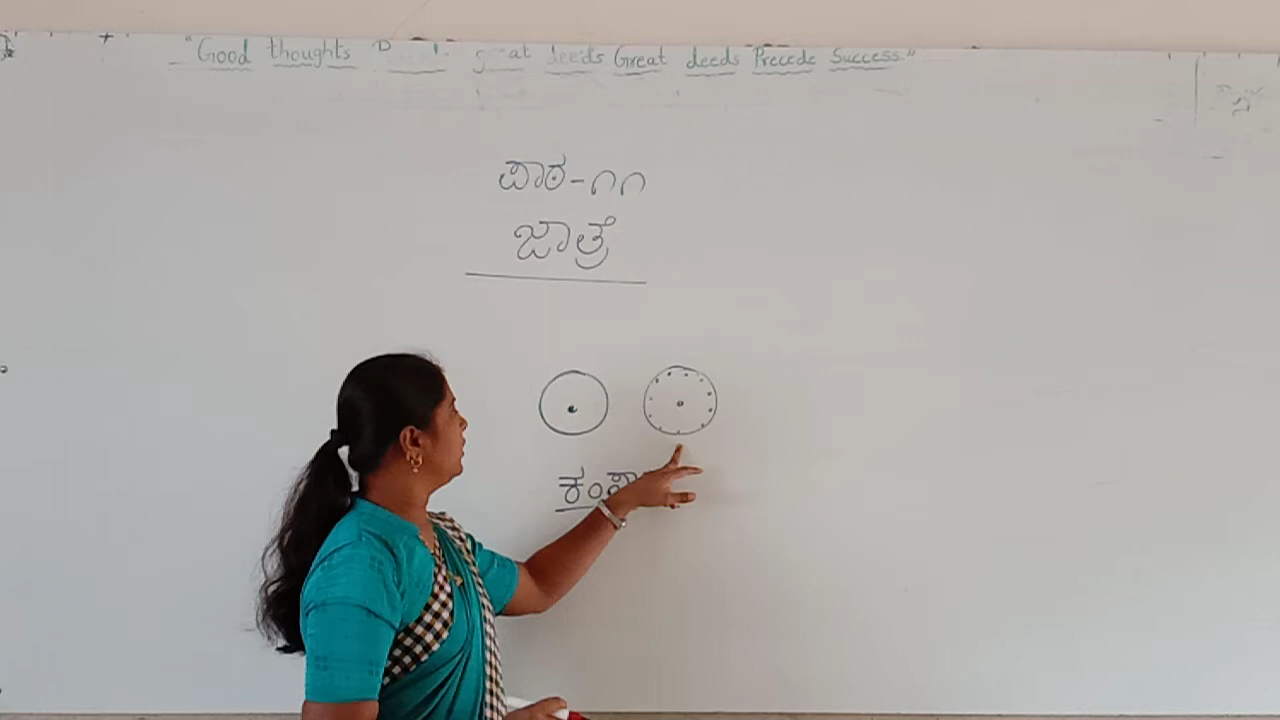 "Good thoughts great deeds Great deeds Precede Success."
ಪಾಠ-೧೧
ಜಾತ್ರೆ